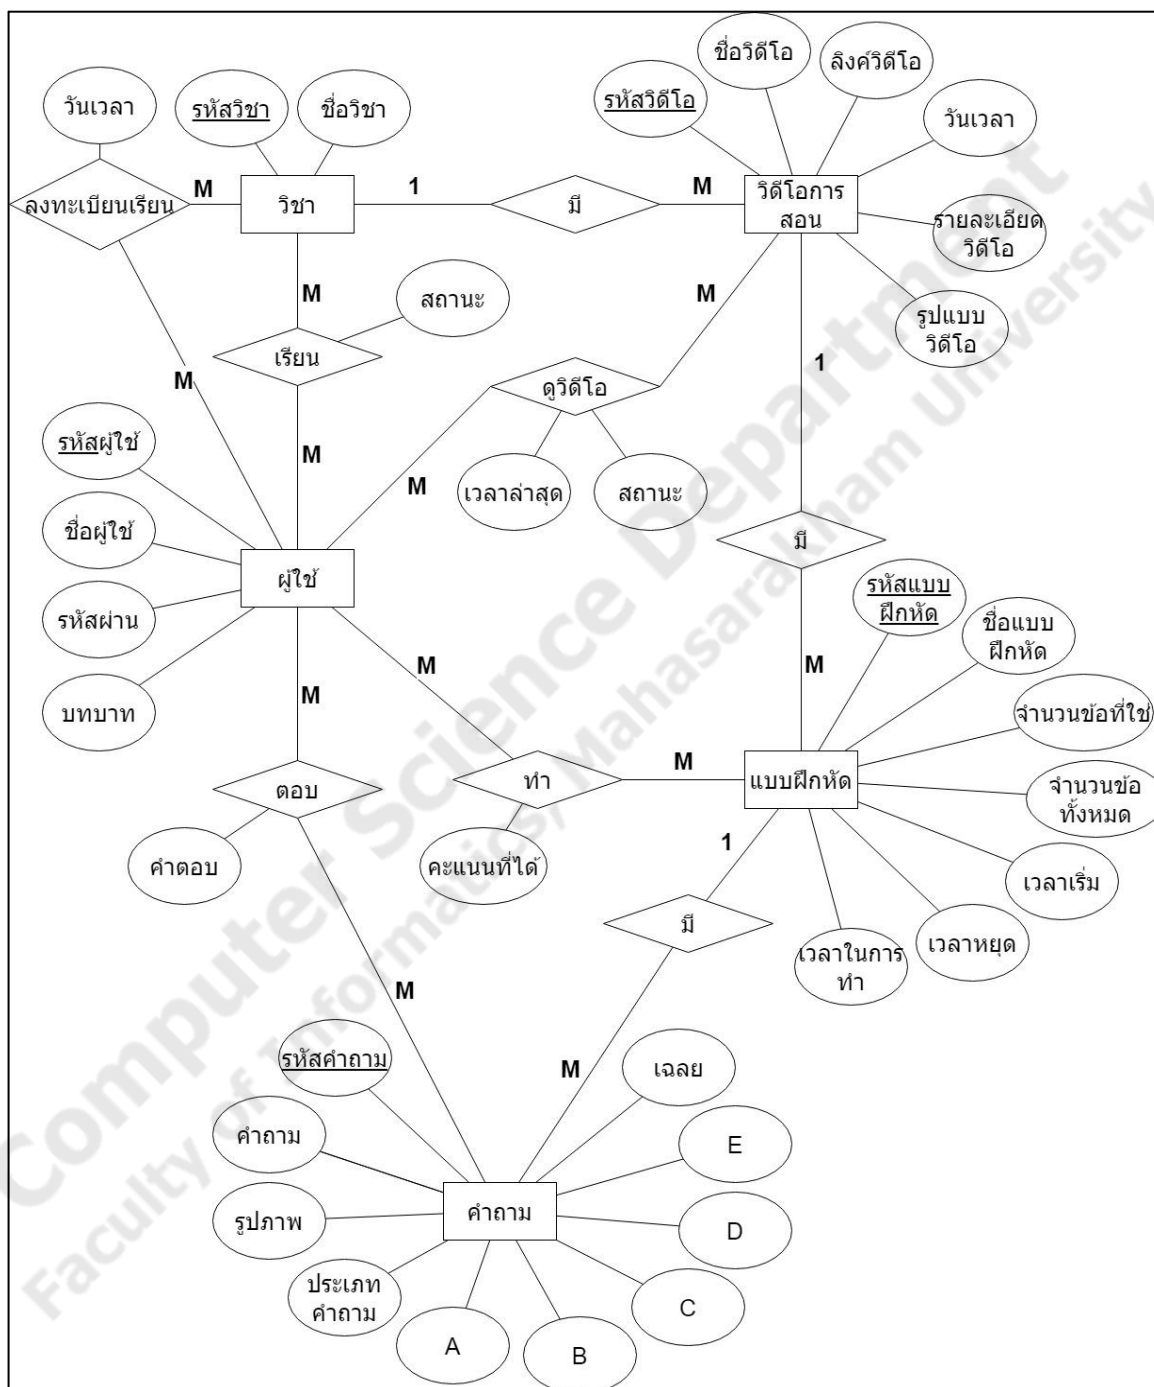 ชื่อวิดีโอ
ลิงค์วิดีโอ
วันเวลา
รหัสวิชา
ชื่อวิชา
รหัสวิดีโอ
วันเวลา
ลงทะเบียนเรียน
M
วิชา
1
มี
M
วิดีโอการ
สอน
รายละเอียด
วิดีโอ
M
สถานะ
M
รูปแบบ
วิดีโอ
เรียน
1
M
ดูวิดีโอ
รหัสผู้ใช้
M
M
เวลาล่าสุด
สถานะ
ชื่อผู้ใช้
มี
ผู้ใช้
รหัสแบบ
ฝึกหัด
รหัสผ่าน
ชื่อแบบ
ฝึกหัด
M
M
M
บทบาท
จำนวนข้อที่ใช่
ตอบ
ทำ
M
แบบฝึกหัด
จำนวนข้อ
ทั้งหมด
คำตอบ
คะแนนที่ได้
1
เวลาเริ่ม
มี
เวลาหยุด
เวลาในการ
ทำ
M
รหัสคำถาม
M
เฉลย
คำถาม
E
รูปภาพ
คำถาม
D
ประเภท
คำถาม
C
A
B
Computer Science Department
Faculty of Informatics, Mahasarakham University